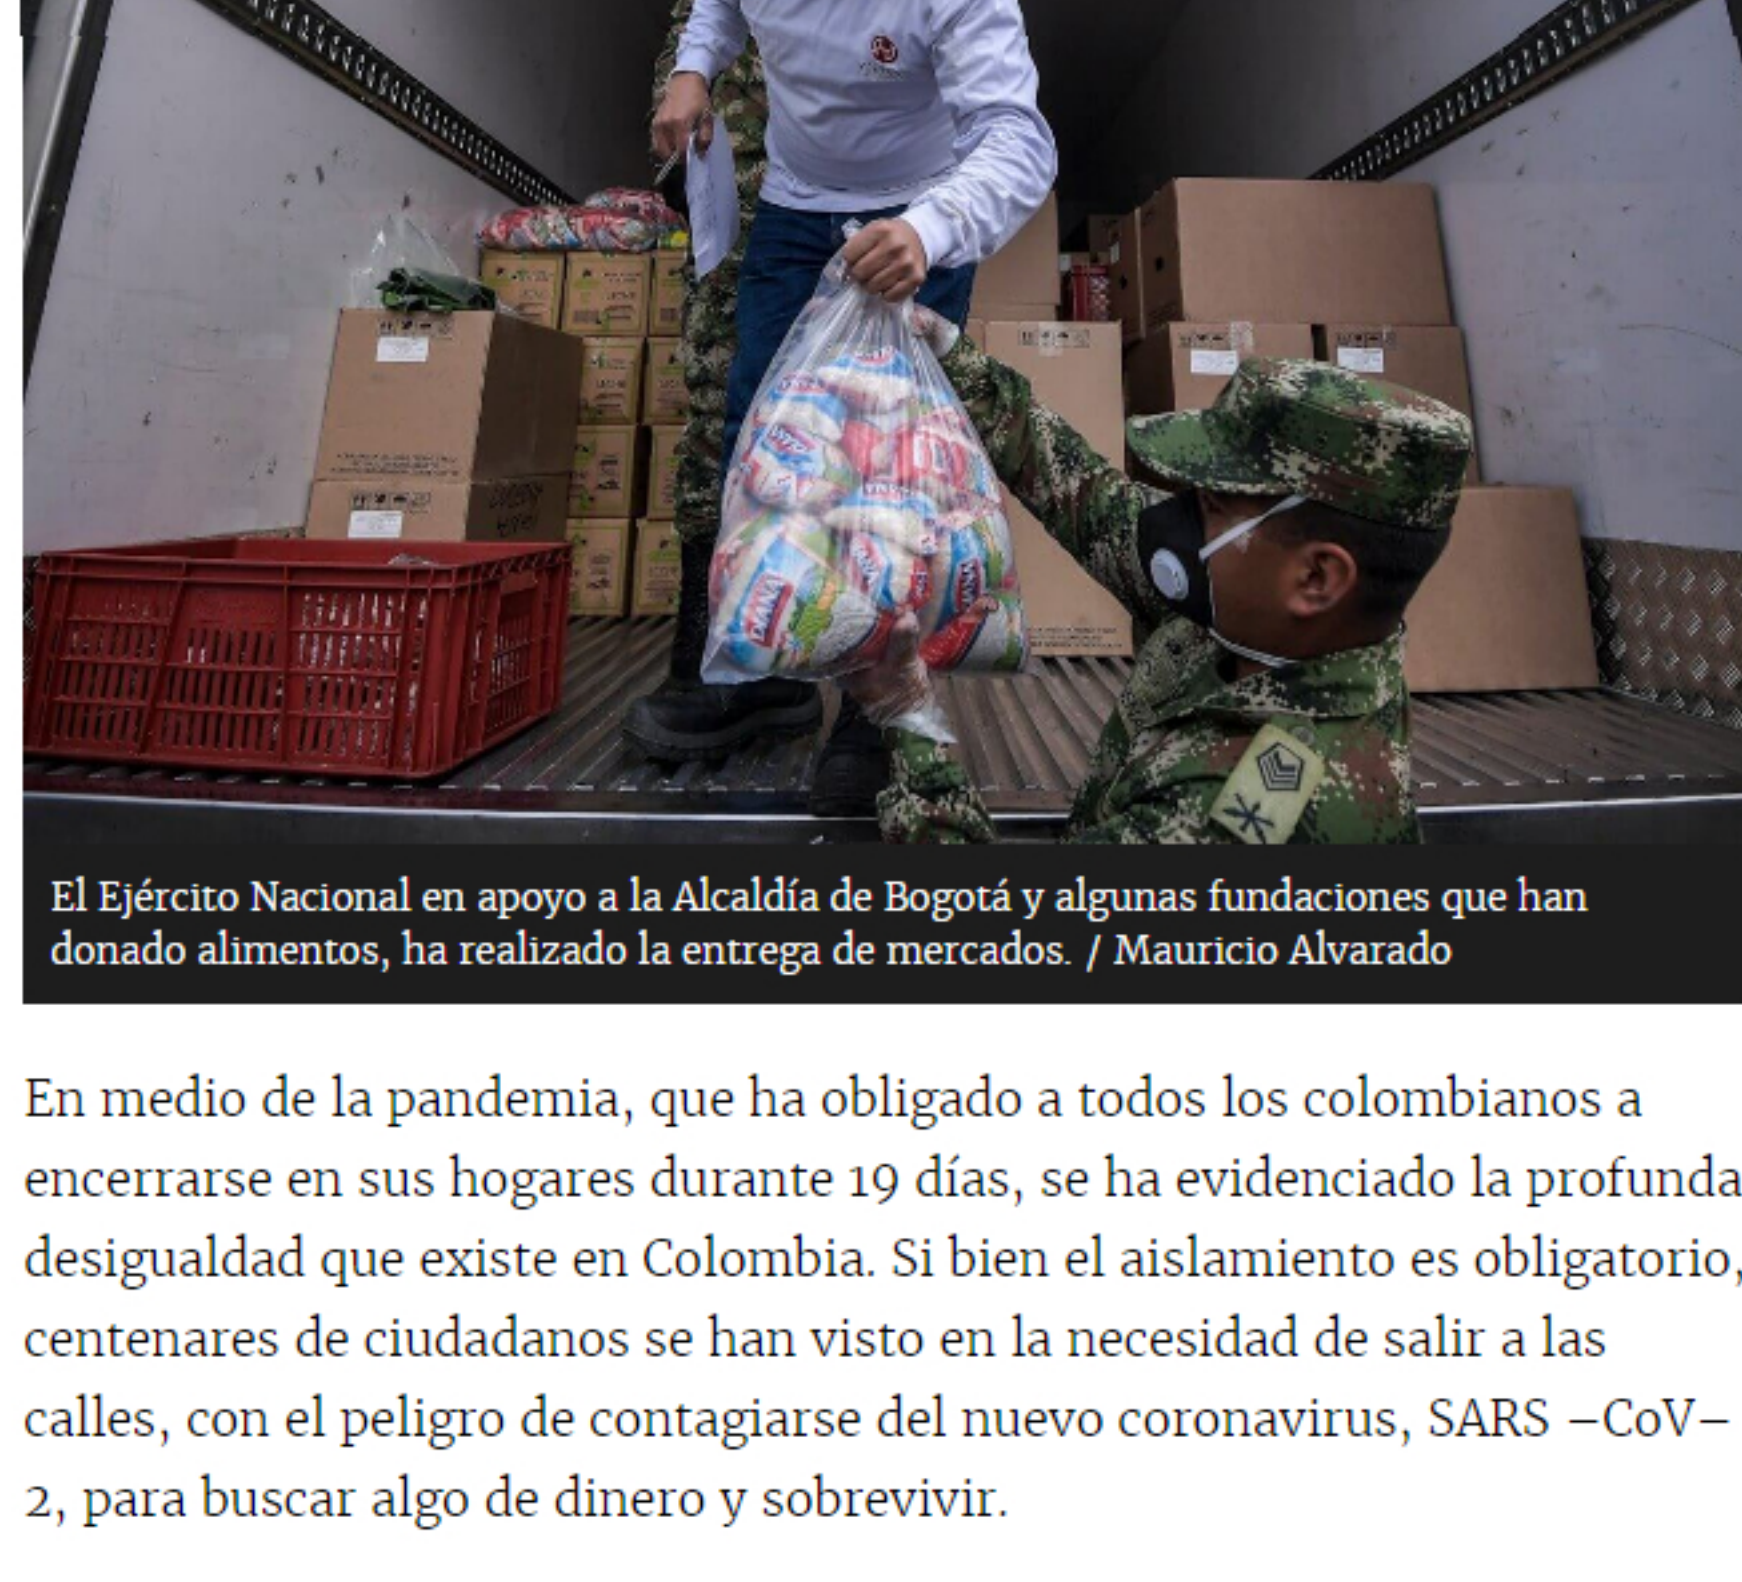 LECHE
DIANA
DIANA
DIANA
El Ejército Nacional en apoyo a la Alcaldía de Bogotá y algunas fundaciones que han
donado alimentos, ha realizado la entrega de mercados. / Mauricio Alvarado
En medio de la pandemia, que ha obligado a todos los colombianos a
encerrarse en sus hogares durante 19 días, se ha evidenciado la profunda
desigualdad que existe en Colombia. Si bien el aislamiento es obligatorio,
centenares de ciudadanos se han visto en la necesidad de salir a las
calles, con el peligro de contagiarse del nuevo coronavirus, SARS –CoV–
2, para buscar algo de dinero y sobrevivir.